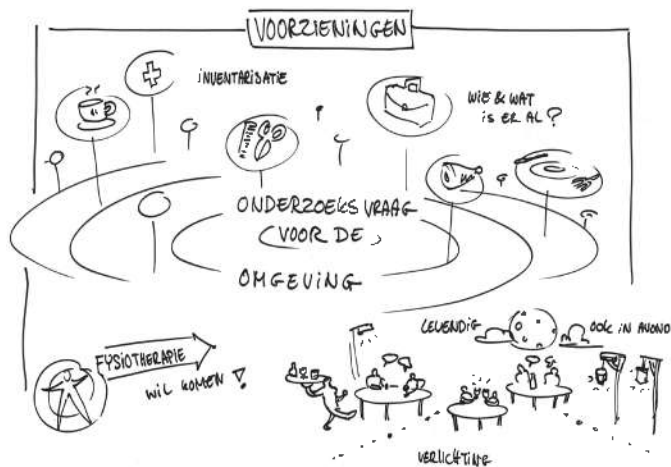 VOORZIENINGEN
INVENTARISATIE
WIE & WAT
IS ER AL?
ONDERZOEKSVRAAG
VOOR DE
OMGEVING
FYSIOTHERAPIE
WIL KOMEN!
LEVENDIG
OOK IN AVOND
VERLICHTING